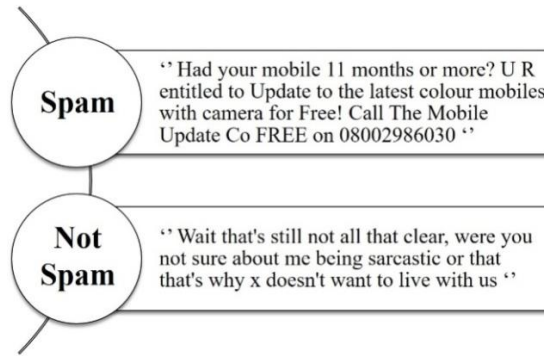 Spam
‘’ Had your mobile 11 months or more? U R
entitled to Update to the latest colour mobiles
with camera for Free! Call The Mobile
Update Co FREE on 08002986030 ‘’
Not
Spam
‘’ Wait that's still not all that clear, were you
not sure about me being sarcastic or that
that's why x doesn't want to live with us ‘’